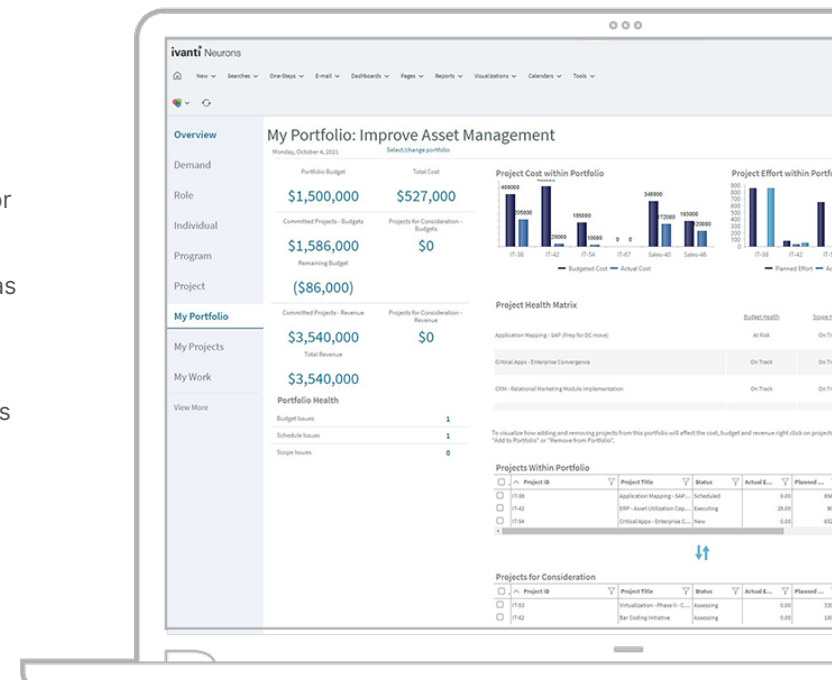 or
as
s
ivanti Neurons
New Searches One-Steps E-mail Dashboards Pages Reports Visualizations Calendars Tools
Overview
Demand
Role
Individual
Program
Project
My Portfolio
My Projects
My Work
View More
My Portfolio: Improve Asset Management
Monday, October 4, 2021 Select/change portfolio
Portfolio Budget Total Cost
$1,500,000 $527,000
Committed Projects - Budgets Projects for Consideration - Budgets
$1,586,000 $0
Remaining Budget
($86,000)
Committed Projects - Revenue Projects for Consideration - Revenue
$3,540,000 $0
Total Revenue
$3,540,000
Portfolio Health
Budget Issues 1
Schedule Issues 1
Scope Issues 0
Project Cost within Portfolio
400000
205000
20000
185000
10000
0 0
348000
172000
193000
120000
IT-38 IT-42 IT-54 IT-67 Sales-40 Sales-46
Budgeted Cost Actual Cost
Project Effort within Portfo
900
800
700
600
500
400
300
200
100
0
IT-38 IT-42 IT-5
Planned Effort Ac
Project Health Matrix
Budget Health Scope H
Application Mapping - SAP (Prep for DC move) At Risk On Tr
Critical Apps - Enterprise Convergence On Track On Tr
CRM - Relational Marketing Module Implementation On Track On Tr
To visualize how adding and removing projects from this portfolio will affect the cost, budget and revenue right click on projects
"Add to Portfolio" or "Remove from Portfolio".
Projects Within Portfolio
Project ID Project Title Status Actual E... Planned ...
IT-38 Application Mapping - SAP... Scheduled 0.00
IT-42 ERP - Asset Utilization Cap... Executing 29.00
IT-54 Critical Apps - Enterprise C... New 0.00
Projects for Consideration
Project ID Project Title Status Actual E... Planned ...
IT-53 Virtualization - Phase II - C... Assessing 0.00
IT-62 Bar Coding Initiative Assessing 0.00